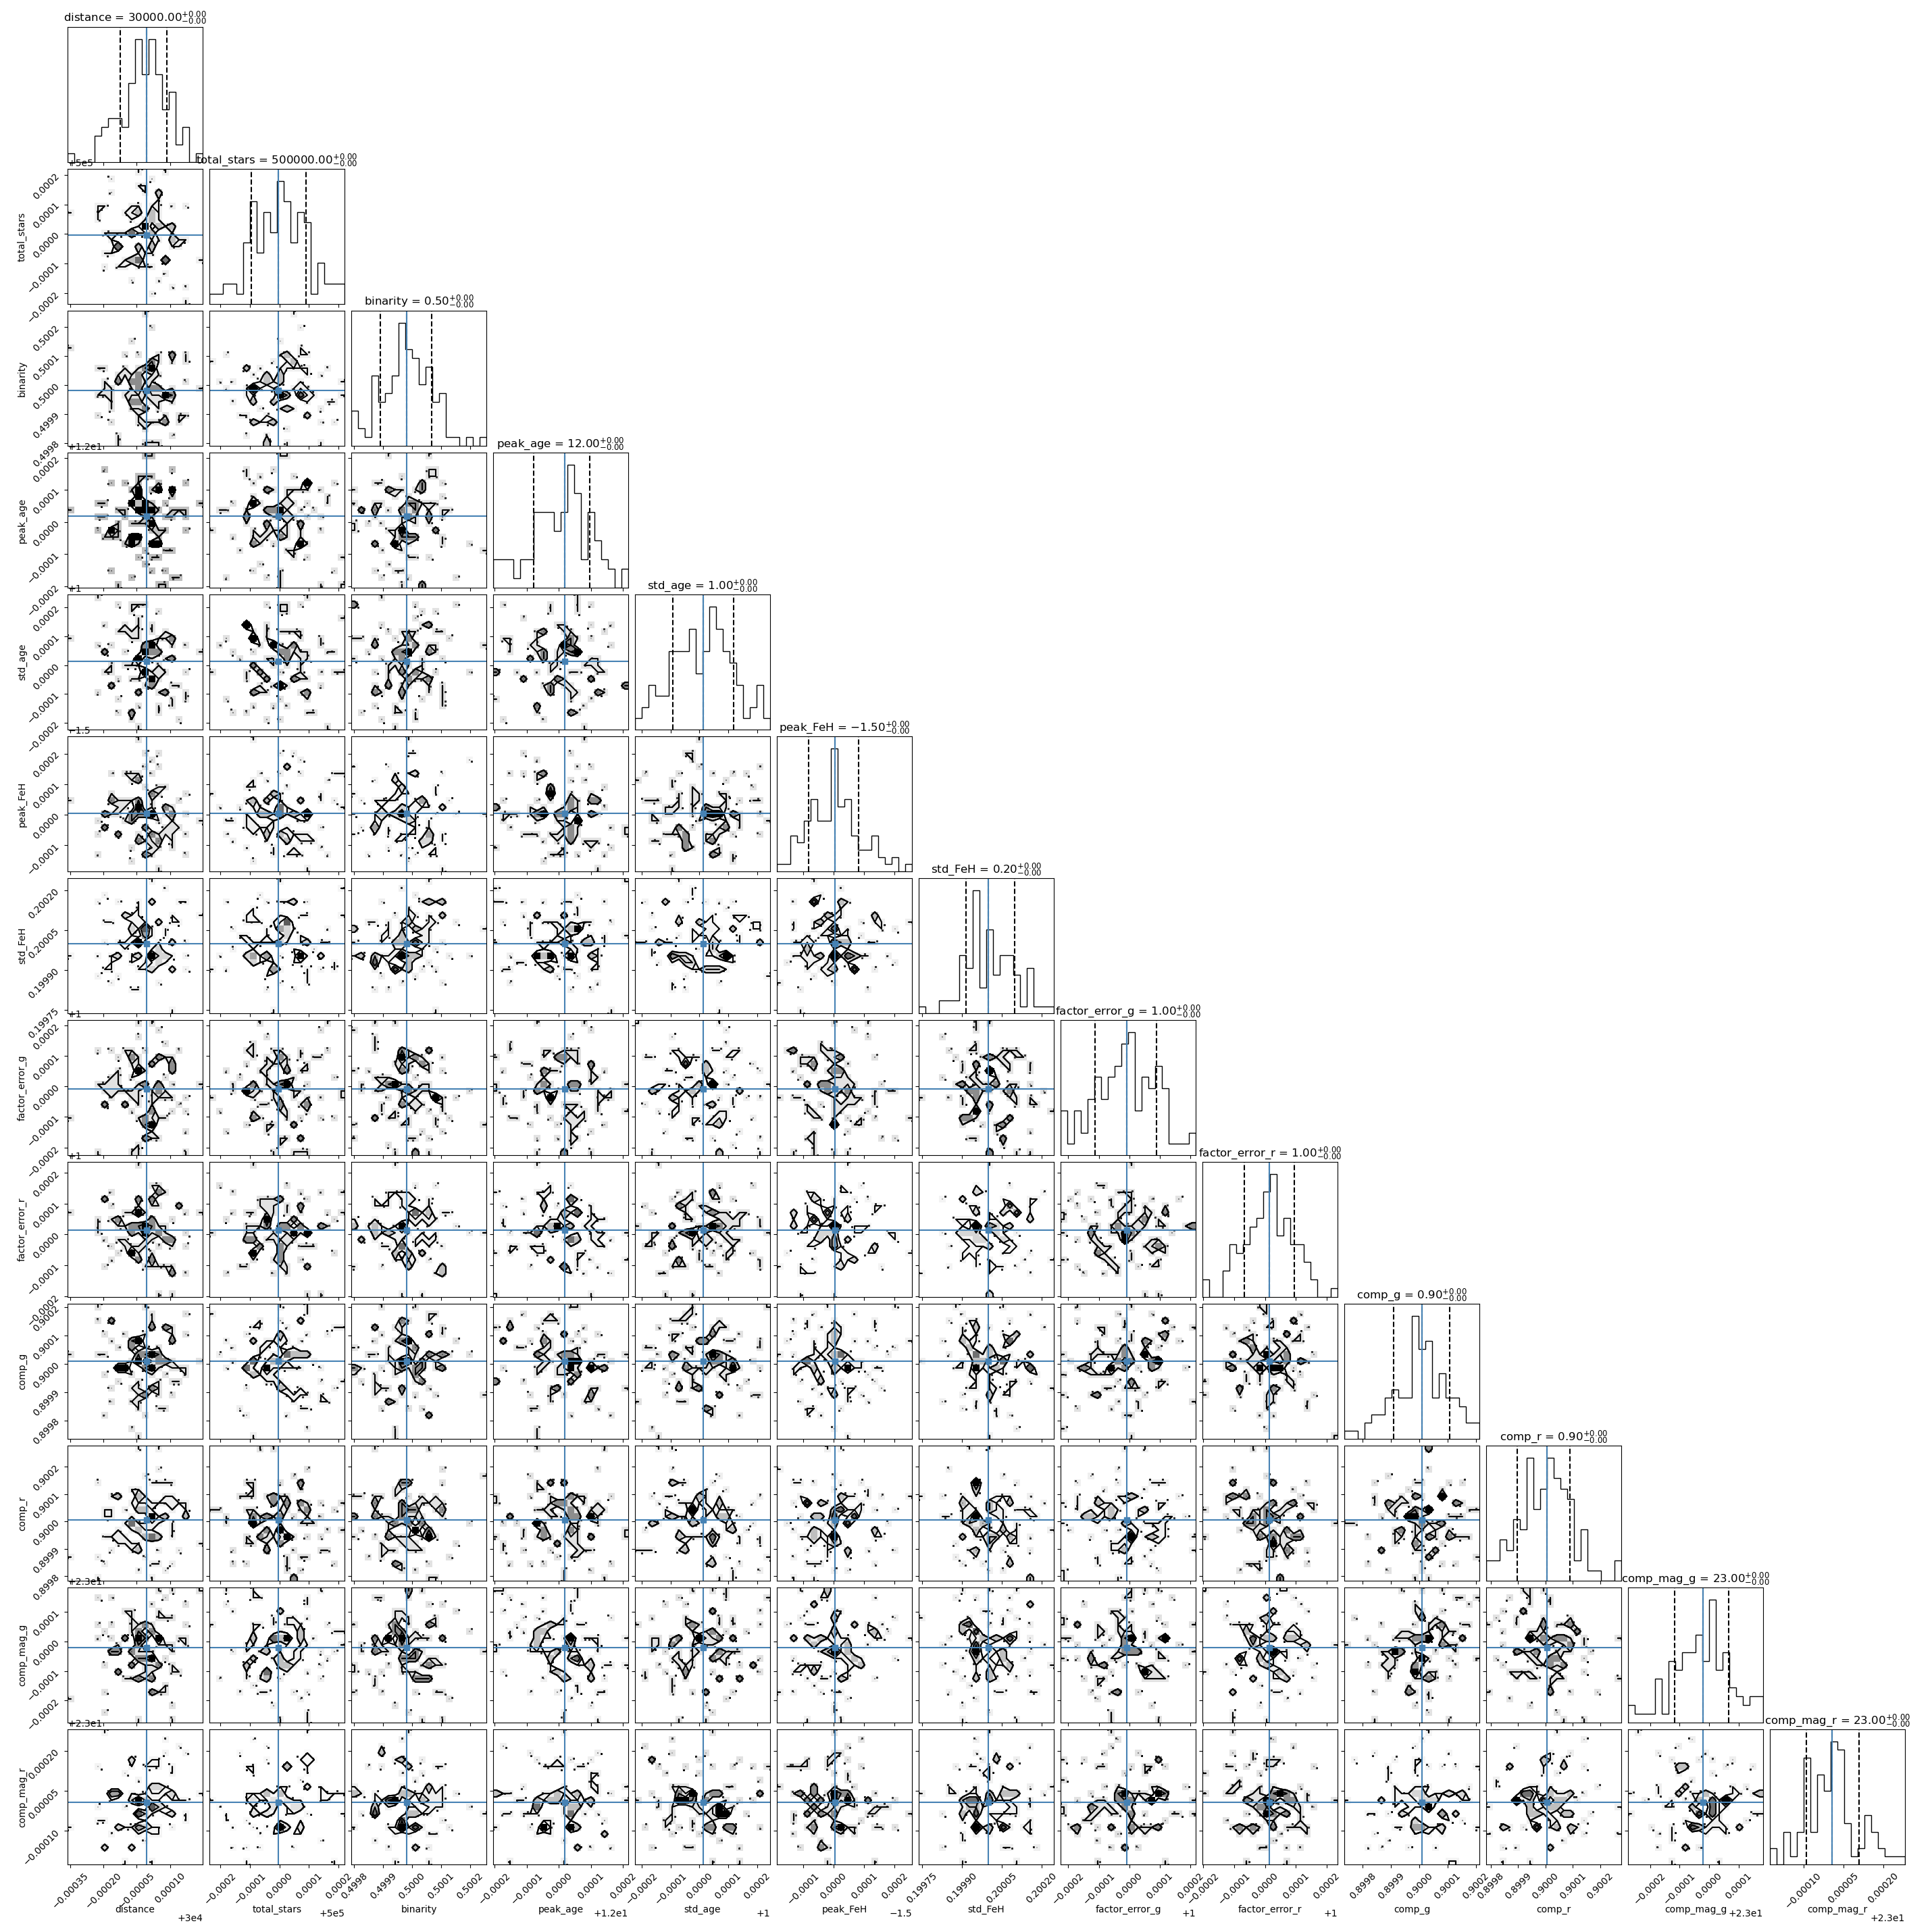 distance = 30000.00 +0.00 −0.00
+5e5
total_stars = 500000.00 +0.00 −0.00
total_stars
0.0002
0.0001
0.0000
−0.0001
−0.0002
binarity = 0.50 +0.00 −0.00
binarity
0.5002
0.5001
0.5000
0.4999
0.4998
+1.2e1
peak_age = 12.00 +0.00 −0.00
peak_age
0.0002
0.0001
0.0000
−0.0001
−0.0002
+1
std_age = 1.00 +0.00 −0.00
std_age
0.0002
0.0001
0.0000
−0.0001
−0.0002
−1.5
peak_FeH = −1.50 +0.00 −0.00
peak_FeH
0.0002
0.0001
0.0000
−0.0001
std_FeH = 0.20 +0.00 −0.00
std_FeH
0.20020
0.20005
0.19990
0.19975
+1
factor_error_g = 1.00 +0.00 −0.00
factor_error_g
0.0002
0.0001
0.0000
−0.0001
−0.0002
+1
factor_error_r = 1.00 +0.00 −0.00
factor_error_r
0.0002
0.0001
0.0000
−0.0001
−0.0002
comp_g = 0.90 +0.00 −0.00
comp_g
0.9002
0.9001
0.9000
0.8999
0.8998
comp_r = 0.90 +0.00 −0.00
comp_r
0.9002
0.9001
0.9000
0.8999
0.8998
+2.3e1
comp_mag_g = 23.00 +0.00 −0.00
comp_mag_g
0.0001
0.0000
−0.0001
−0.0002
+2.3e1
comp_mag_r = 23.00 +0.00 −0.00
comp_mag_r
0.00020
0.00005
−0.00010
−0.00035 −0.00020 −0.00005 0.00010
distance
+3e4
−0.0002 −0.0001 0.0000 0.0001 0.0002
total_stars
+5e5
0.4998 0.4999 0.5000 0.5001 0.5002
binarity
−0.0002 −0.0001 0.0000 0.0001 0.0002
peak_age
+1.2e1
−0.0002 −0.0001 0.0000 0.0001 0.0002
std_age
+1
−0.0001 0.0000 0.0001 0.0002
peak_FeH
−1.5
0.19975 0.19990 0.20005 0.20020
std_FeH
−0.0002 −0.0001 0.0000 0.0001 0.0002
factor_error_g
+1
−0.0002 −0.0001 0.0000 0.0001 0.0002
factor_error_r
+1
0.8998 0.8999 0.9000 0.9001 0.9002
comp_g
0.8998 0.8999 0.9000 0.9001 0.9002
comp_r
−0.0002 −0.0001 0.0000 0.0001
comp_mag_g
+2.3e1
−0.00010 0.00005 0.00020
comp_mag_r
+2.3e1